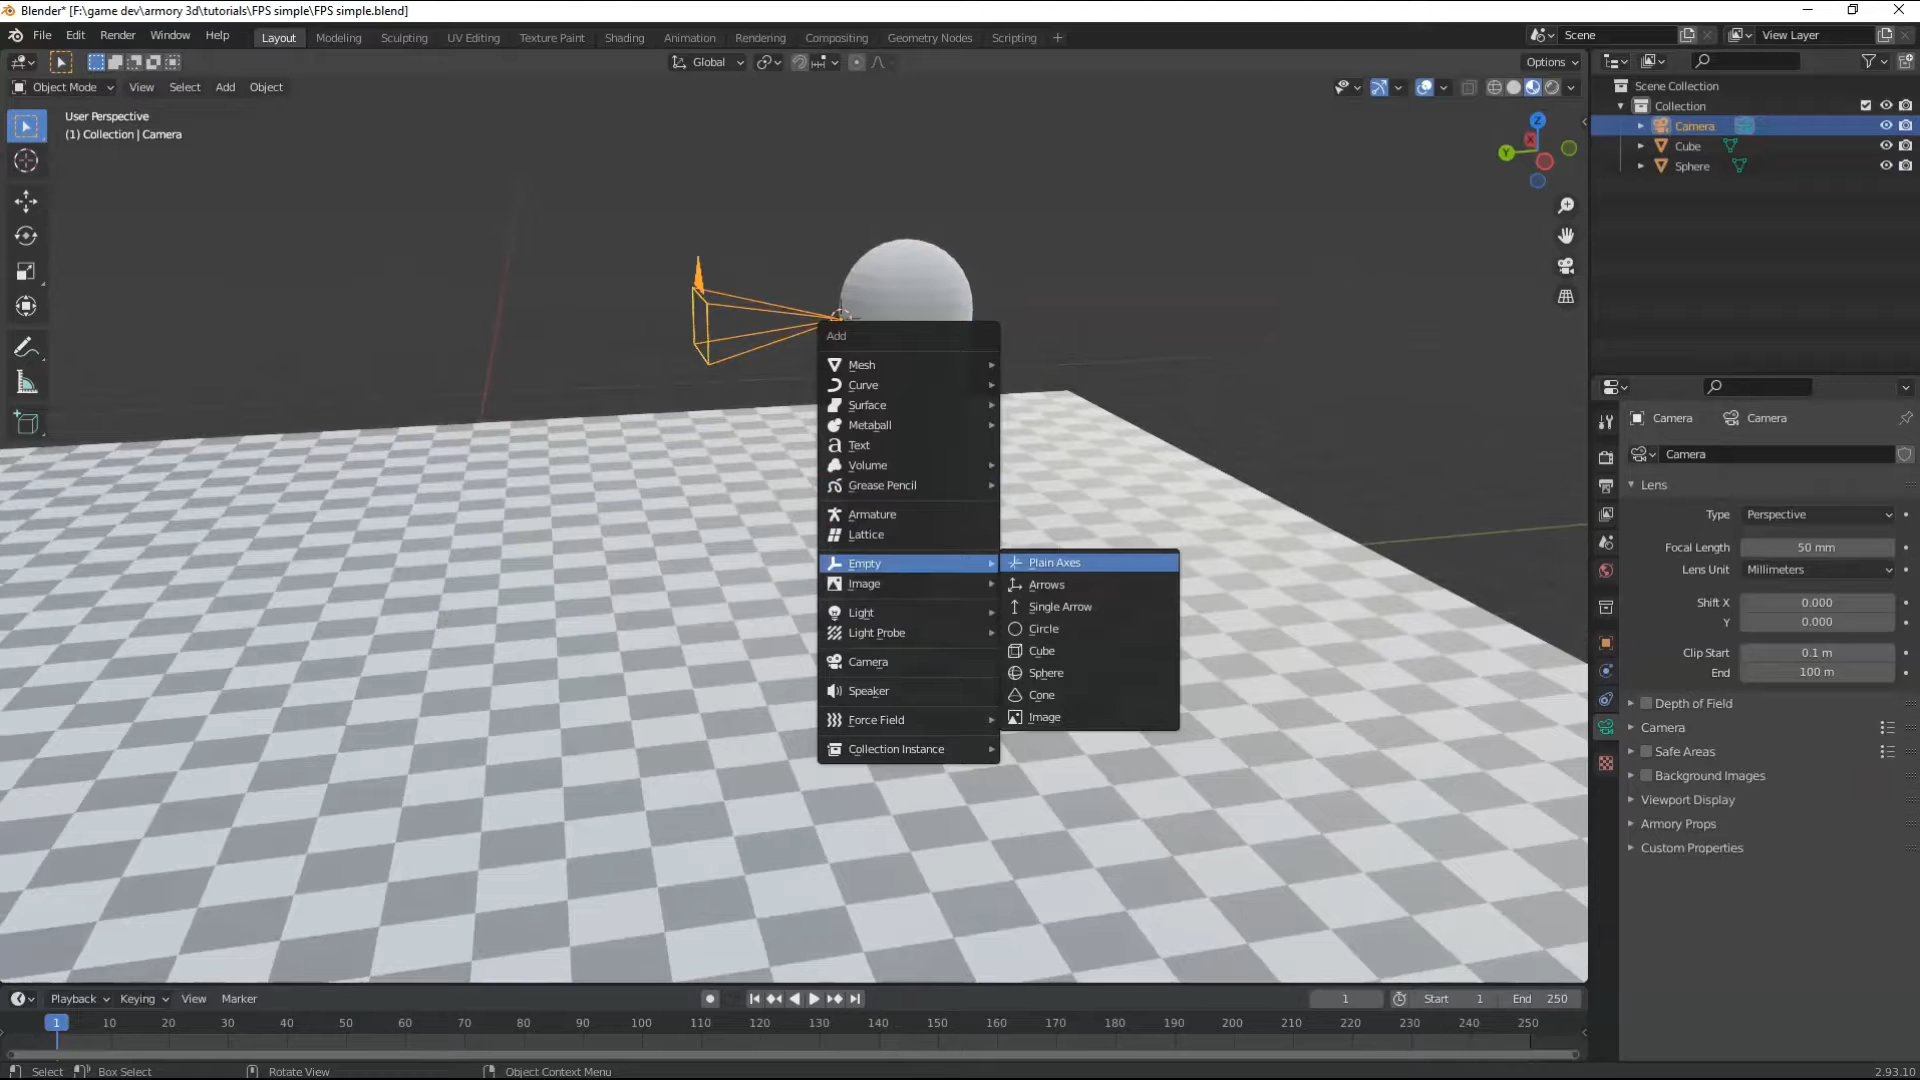 Blender* [F:\game dev\armory 3d\tutorials\FPS simple\FPS simple.blend]
File Edit Render Window Help Layout Modeling Sculpting UV Editing Texture Paint Shading Animation Rendering Compositing Geometry Nodes Scripting + Scene View Layer
Global Options
Object Mode View Select Add Object
User Perspective
(1) Collection | Camera
Z
X
Y
Scene Collection
Collection
Camera
Cube
Sphere
Add
Mesh
Curve
Surface
Metaball
Text
Volume
Grease Pencil
Armature
Lattice
Empty
Image
Light
Light Probe
Camera
Speaker
Force Field
Collection Instance
Plain Axes
Arrows
Single Arrow
Circle
Cube
Sphere
Cone
Image
Camera Camera
Camera
Lens
Type Perspective
Focal Length 50 mm
Lens Unit Millimeters
Shift X 0.000
Y 0.000
Clip Start 0.1 m
End 100 m
Depth of Field
Camera
Safe Areas
Background Images
Viewport Display
Armory Props
Custom Properties
Playback Keying View Marker 1 Start 1 End 250
1 10 20 30 40 50 60 70 80 90 100 110 120 130 140 150 160 170 180 190 200 210 220 230 240 250
Select Box Select Rotate View Object Context Menu 2.93.10